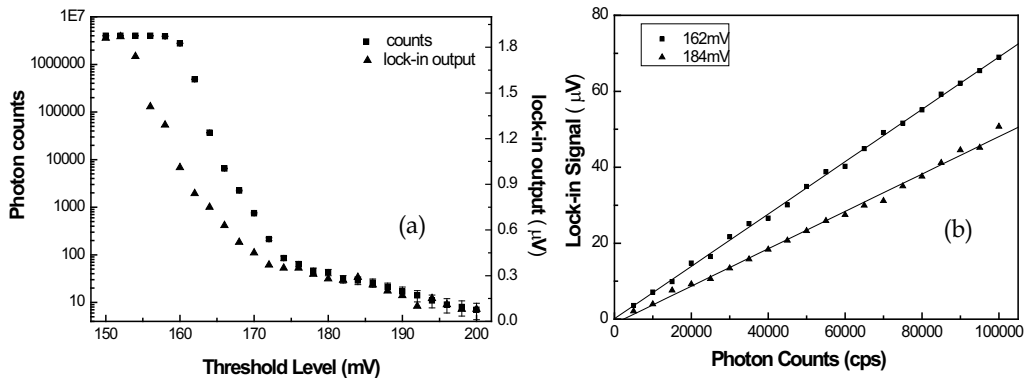 1E7
1000000
100000
10000
1000
100
10
Photon counts
150 160 170 180 190 200
Threshold Level (mV)
counts
lock-in output
(a)
1.8
1.5
1.2
0.9
0.6
0.3
0.0
lock-in output ( μV)
80
60
40
20
0
Lock-in Signal ( μV)
0 20000 40000 60000 80000 100000
Photon Counts (cps)
162mV
184mV
(b)